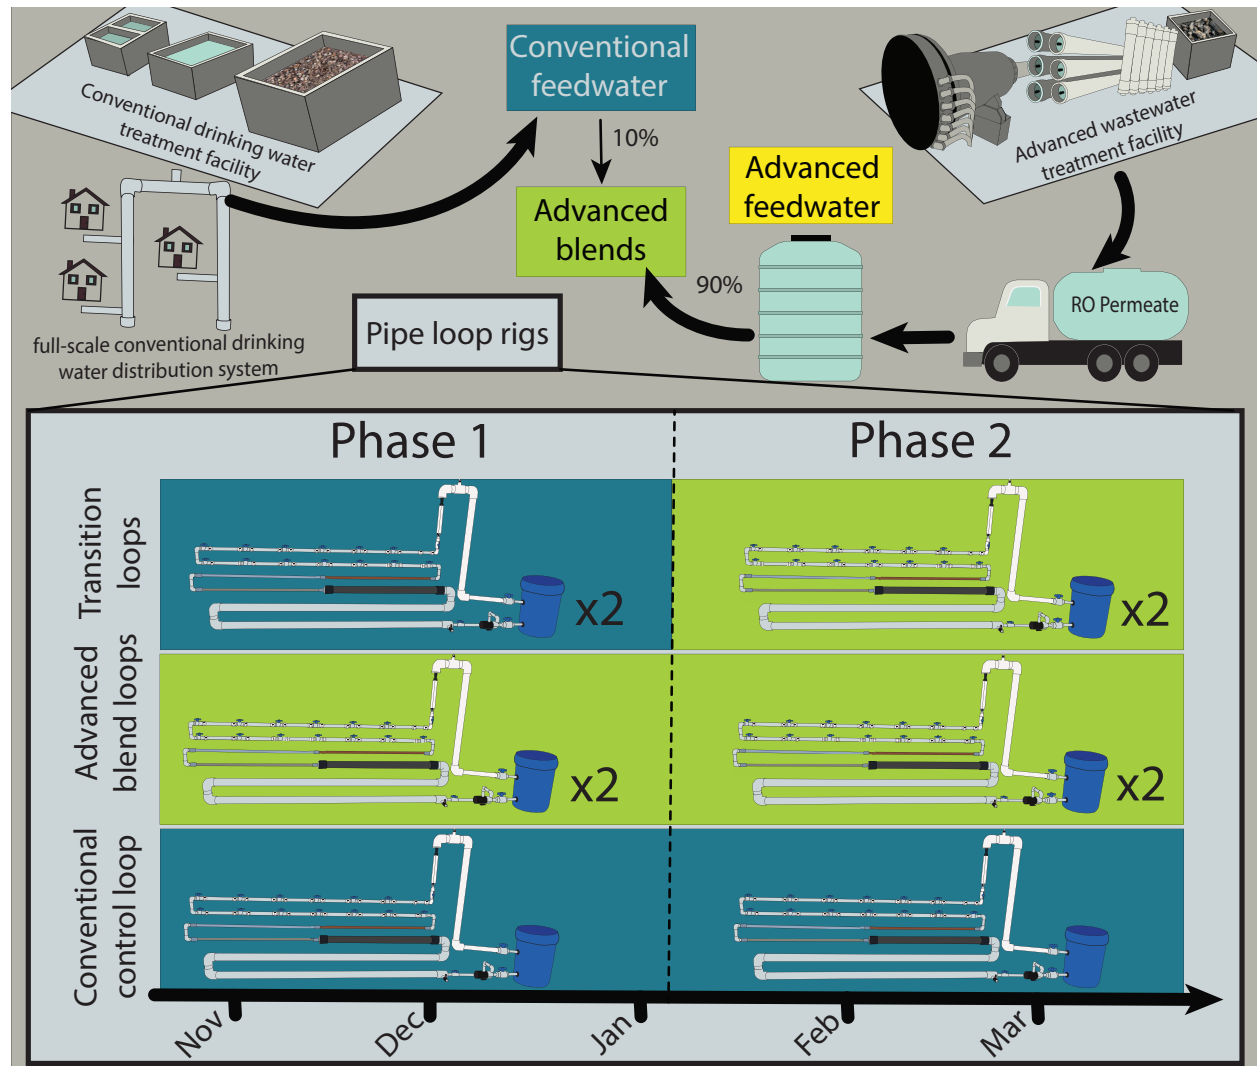 Conventional drinking water
treatment facility
Conventional
feedwater
10%
Advanced
blends
Advanced
feedwater
90%
Advanced wastewater
treatment facility
RO Permeate
full-scale conventional drinking
water distribution system
Pipe loop rigs
Phase 1
Phase 2
Transition
loops
x2
x2
Advanced
blend loops
x2
x2
Conventional
control loop
Nov
Dec
Jan
Feb
Mar